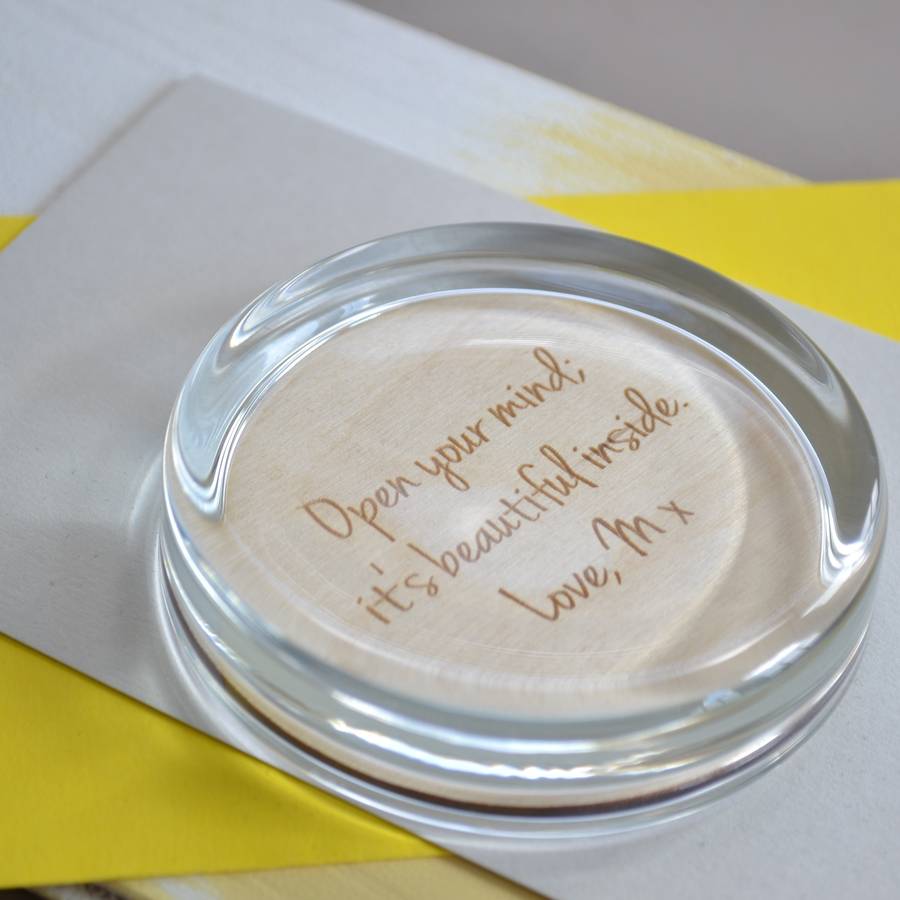 Open your mind;
it's beautiful inside.
Love, M x